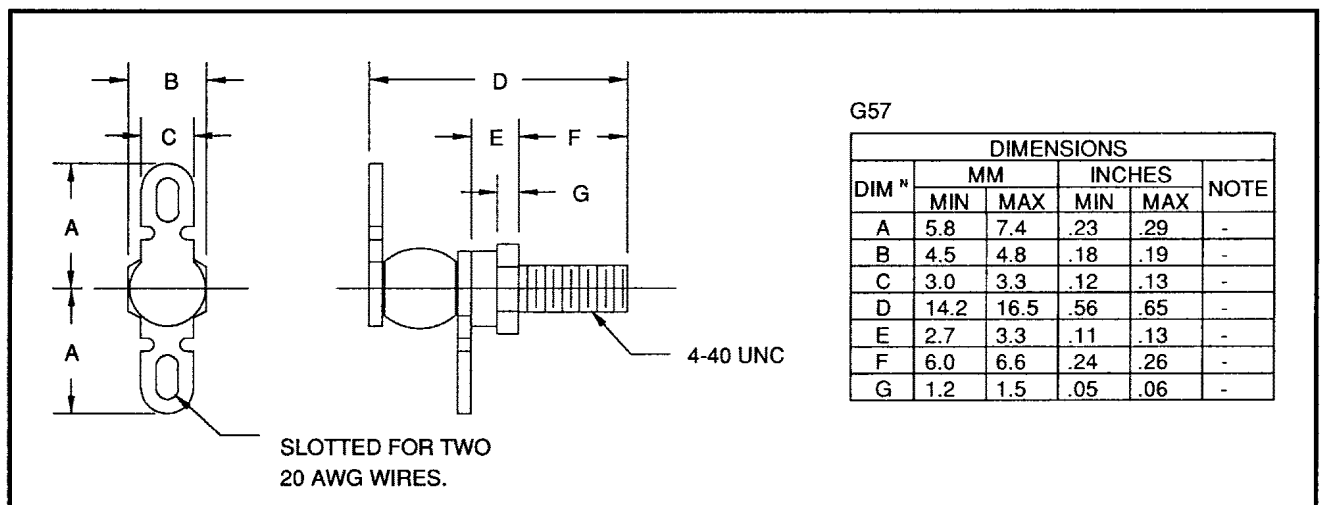 B
C
A
A
SLOTTED FOR TWO
20 AWG WIRES.
D
E F
G
4-40 UNC
G57
DIMENSIONS
DIM ᴺ MM INCHES NOTE
MIN MAX MIN MAX
A 5.8 7.4 .23 .29 -
B 4.5 4.8 .18 .19 -
C 3.0 3.3 .12 .13 -
D 14.2 16.5 .56 .65 -
E 2.7 3.3 .11 .13 -
F 6.0 6.6 .24 .26 -
G 1.2 1.5 .05 .06 -